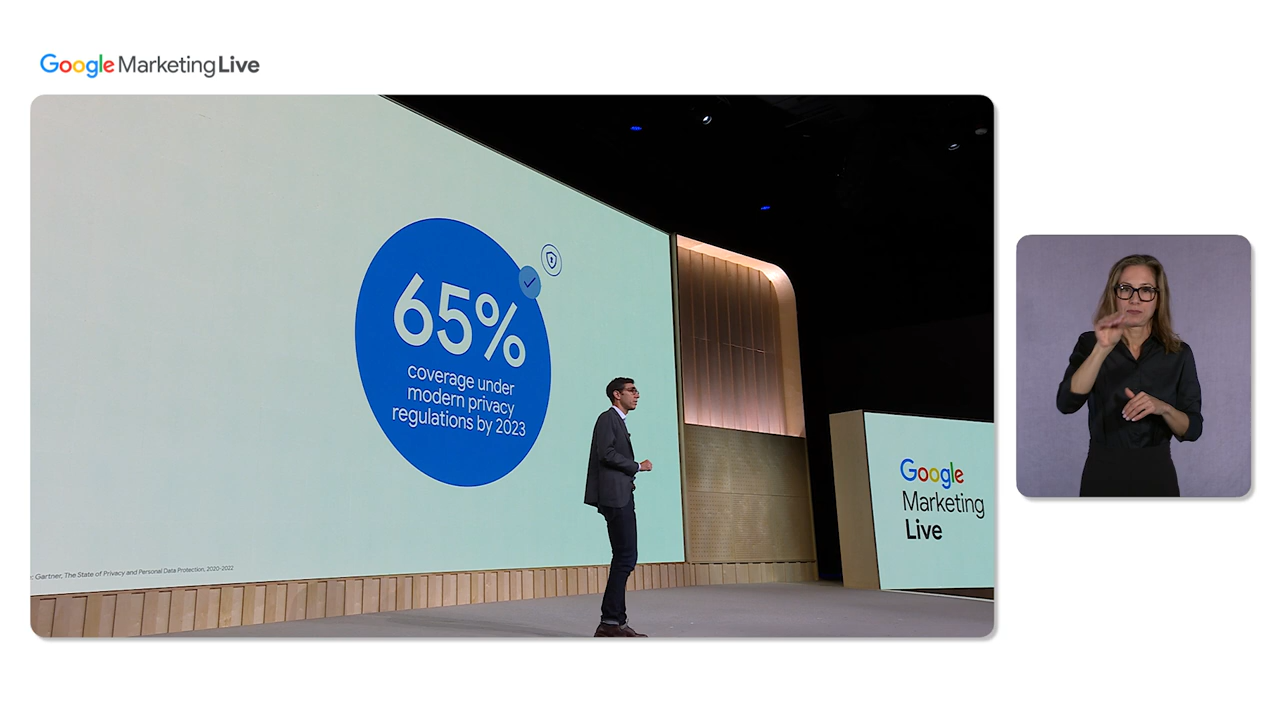 Google Marketing Live
65%
coverage under
modern privacy
regulations by 2023
Gartner, The State of Privacy and Personal Data Protection, 2020-2022
Google
Marketing
Live